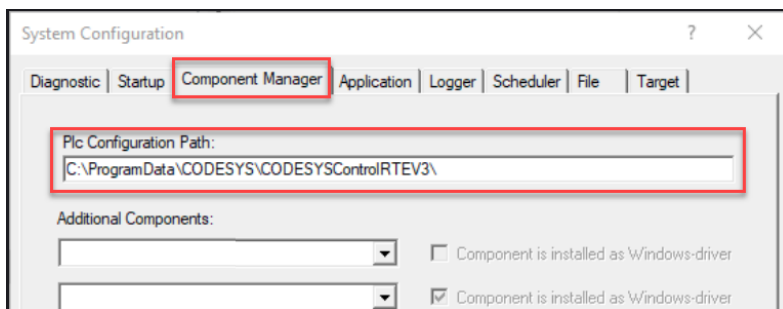 System Configuration ?
Diagnostic Startup Component Manager Application Logger Scheduler File Target
Plc Configuration Path:
C:\ProgramData\CODESYS\CODESYSControlRTEV3\
Additional Components:
Component is installed as Windows-driver
Component is installed as Windows-driver